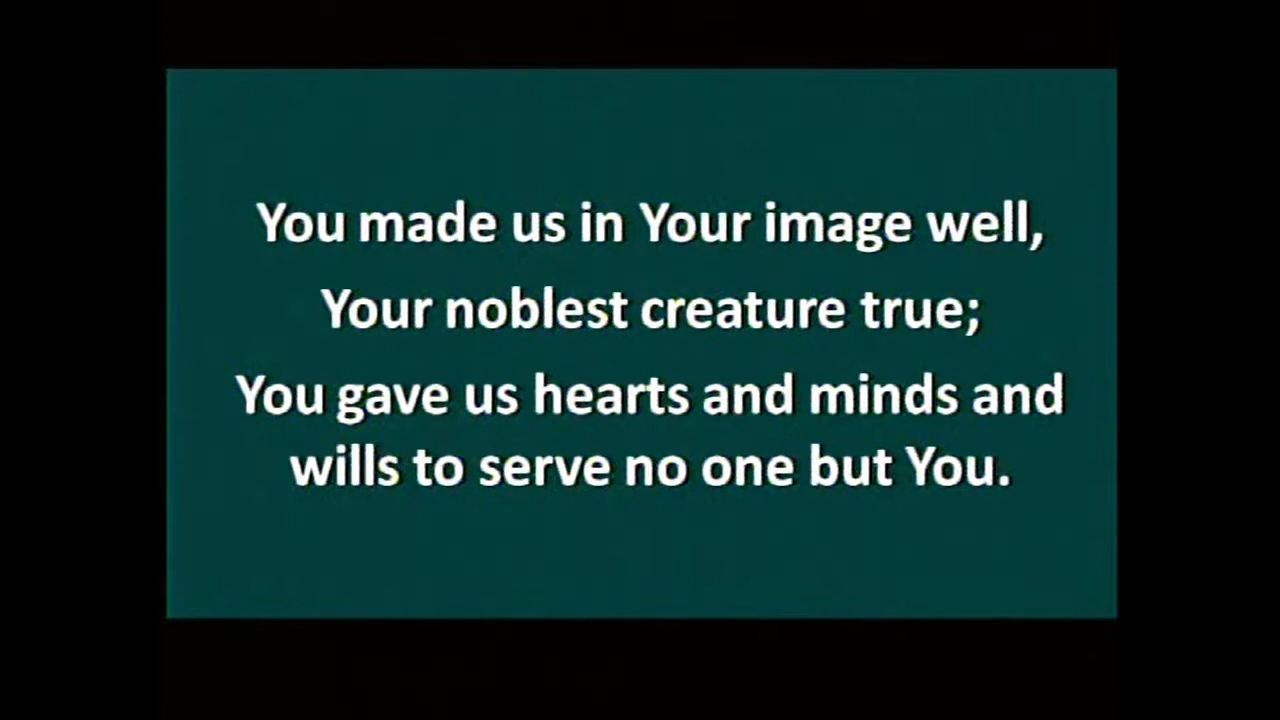 You made us in Your image well,
Your noblest creature true;
You gave us hearts and minds and
wills to serve no one but You.